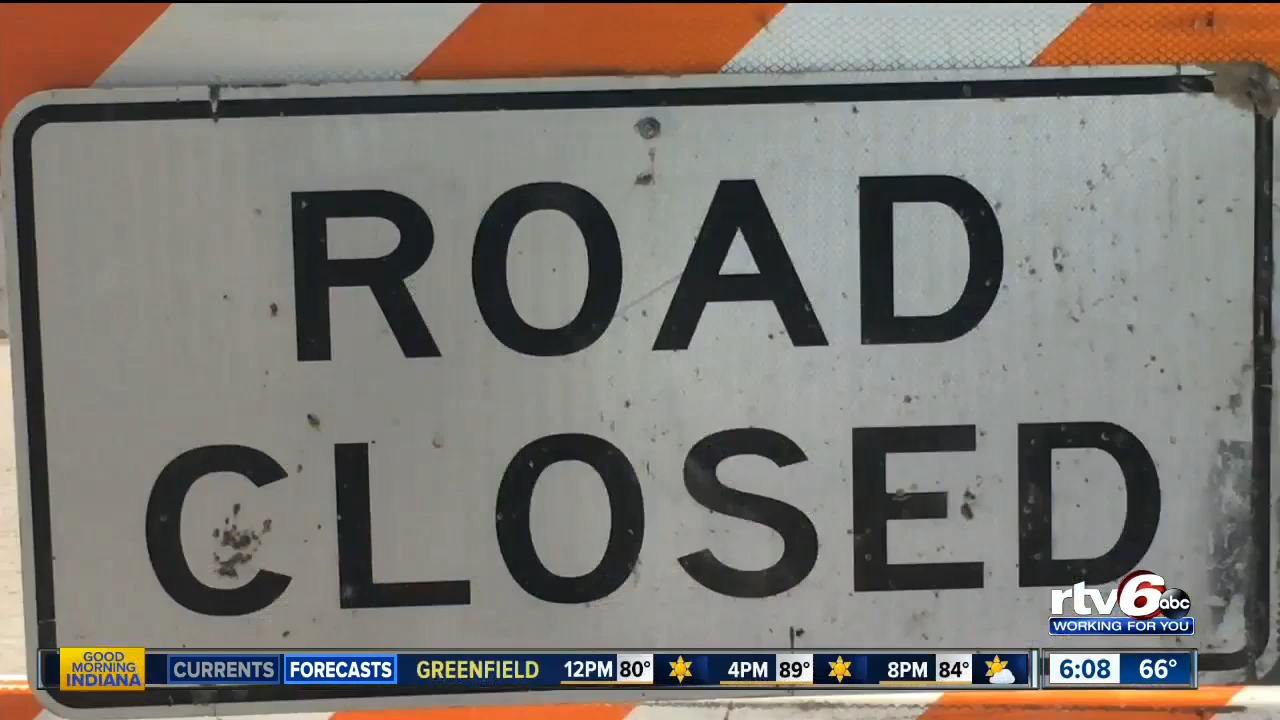 ROAD
CLOSED
rtv6 abc
WORKING FOR YOU
GOOD
MORNING
INDIANA
CURRENTS FORECASTS GREENFIELD 12PM 80° 4PM 89° 8PM 84° 6:08 66°